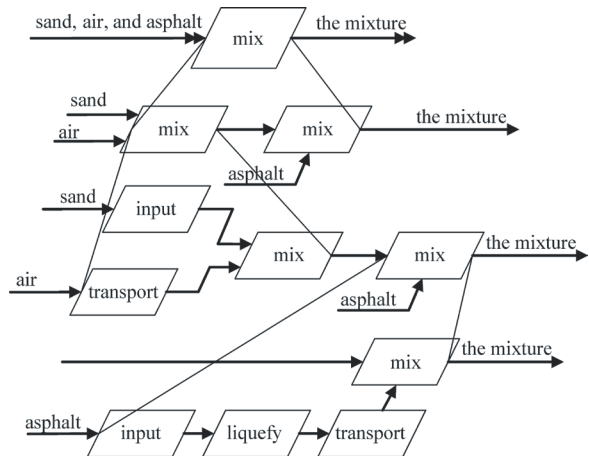 sand, air, and asphalt
mix
the mixture
sand
air
mix
mix
the mixture
asphalt
sand
input
mix
mix
the mixture
air
transport
asphalt
mix
the mixture
asphalt
input
liquefy
transport